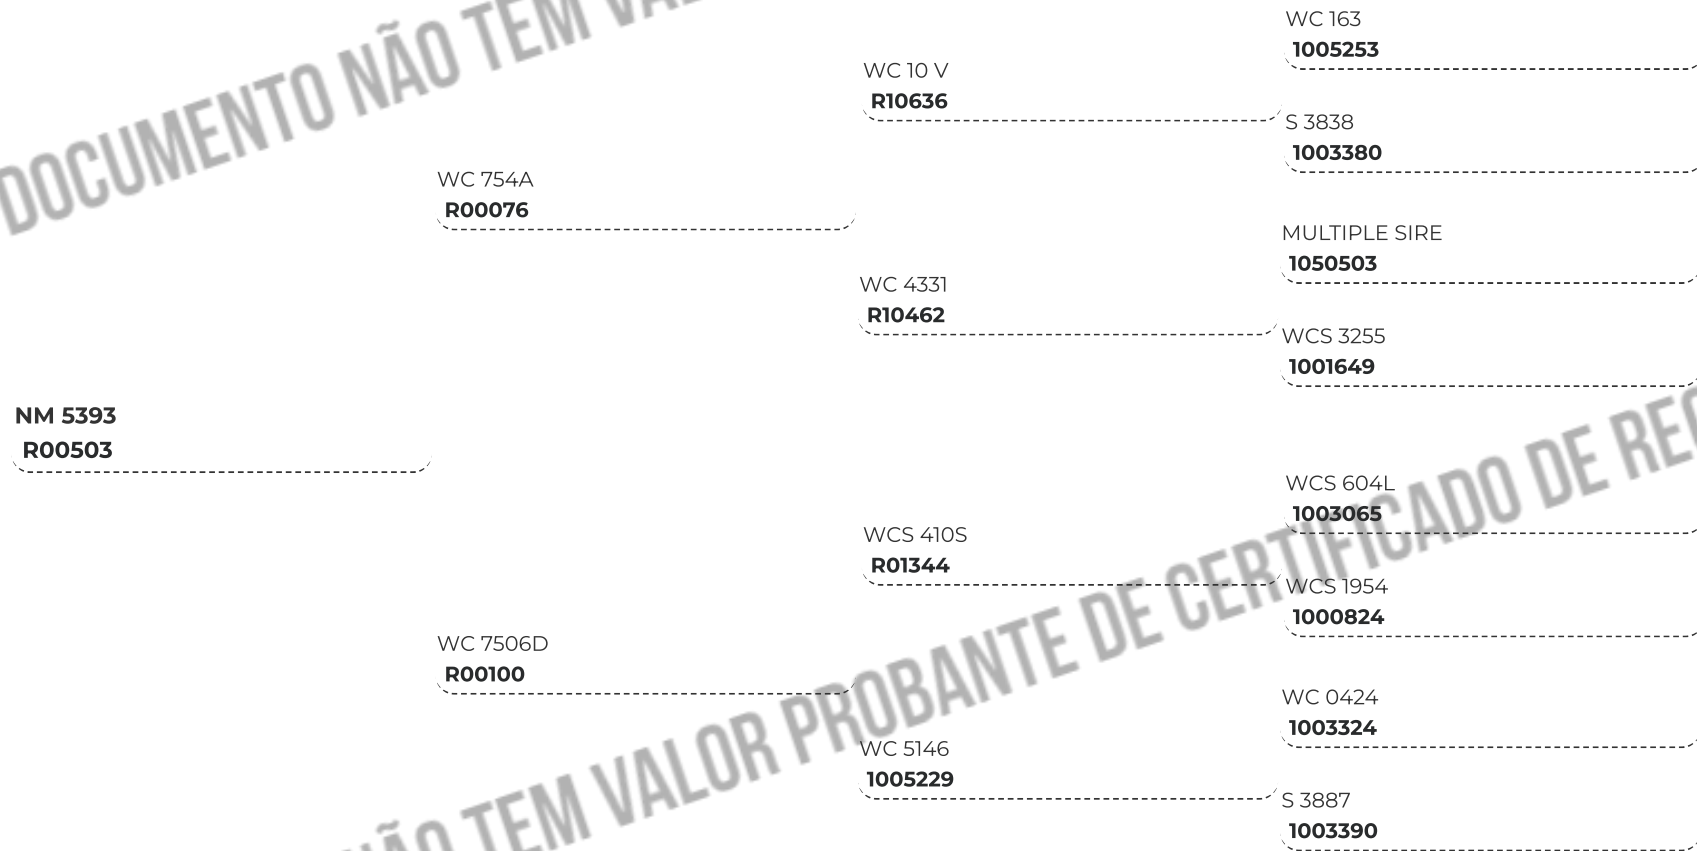 DOCUMENTO NÃO TEM
WC 163
1005253
WC 10 V
R10636
S 3838
1003380
WC 754A
R00076
MULTIPLE SIRE
1050503
WC 4331
R10462
WCS 3255
1001649
NM 5393
R00503
WCS 604L
1003065
WCS 410S
R01344
WCS 1954
1000824
WC 7506D
R00100
WC 0424
1003324
WC 5146
1005229
S 3887
1003390
NÃO TEM VALOR PROBANTE DE CERTIFICADO DE